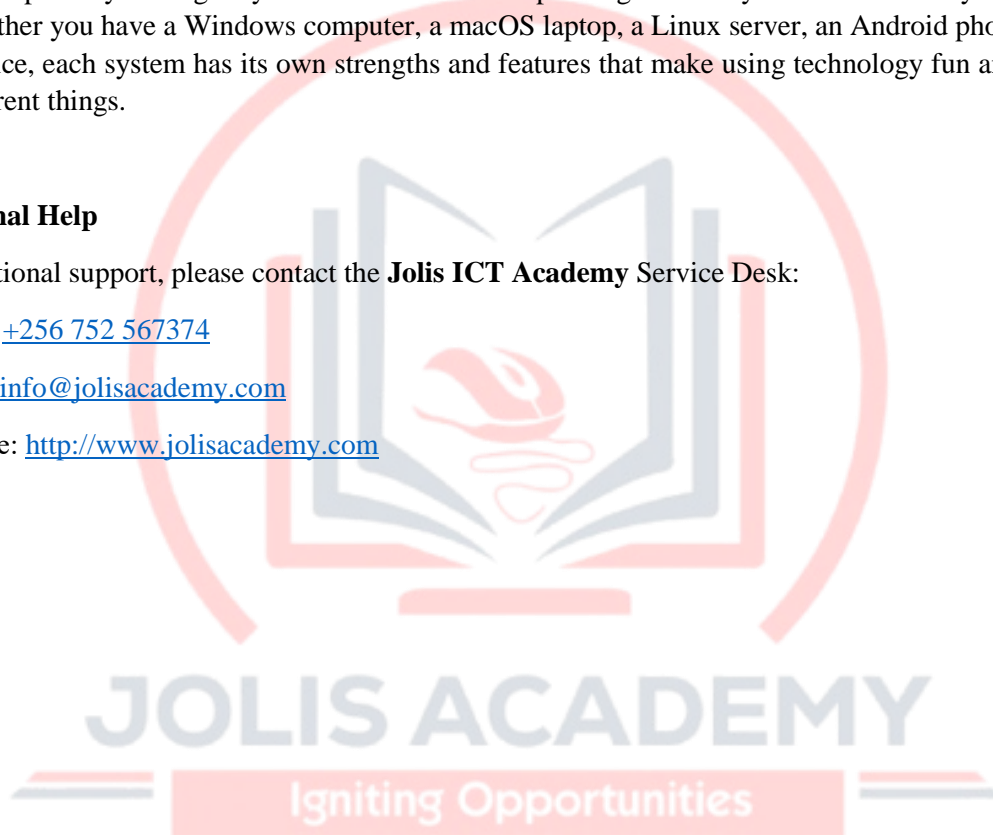 ther you have a Windows computer, a macOS laptop, a Linux server, an Android pho
ce, each system has its own strengths and features that make using technology fun a
rent things.
nal Help
tional support, please contact the Jolis ICT Academy Service Desk:
+256 752 567374
info@jolisacademy.com
e: http://www.jolisacademy.com
JOLIS ACADEMY
Igniting Opportunities